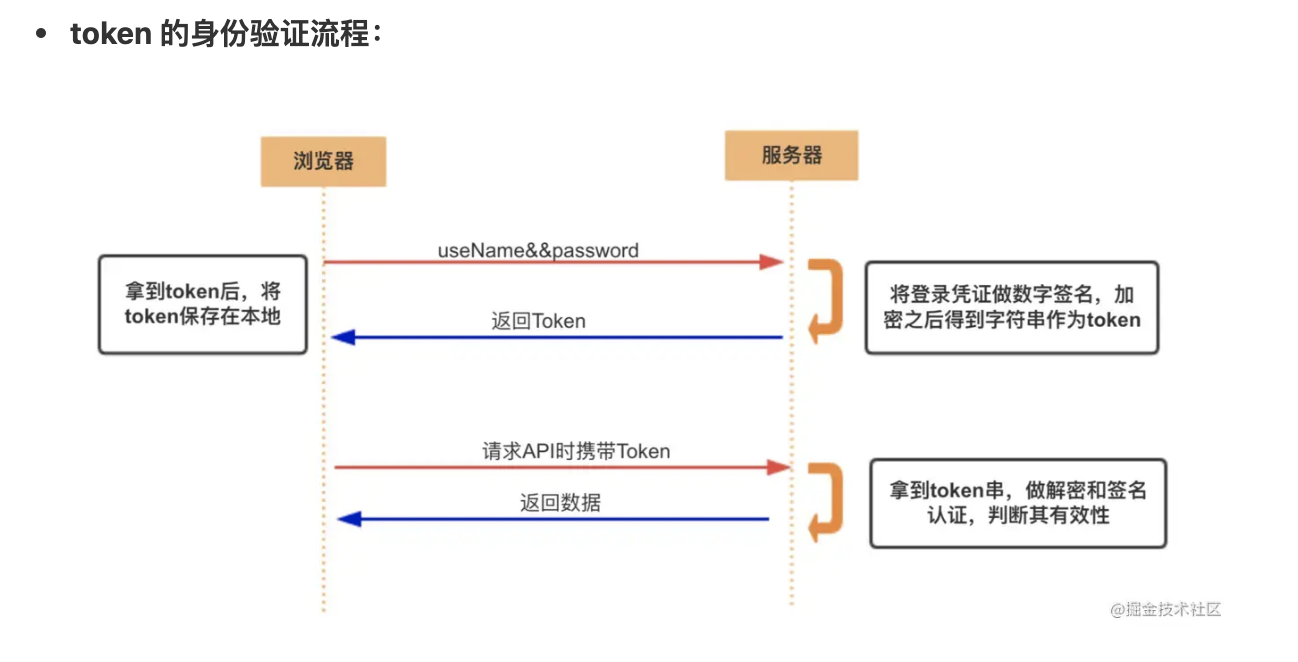 • token 的身份验证流程：
浏览器
服务器
useName&&password
拿到token后，将
token保存在本地
将登录凭证做数字签名，加
密之后得到字符串作为token
返回Token
请求API时携带Token
返回数据
拿到token串，做解密和签名
认证，判断其有效性
@掘金技术社区